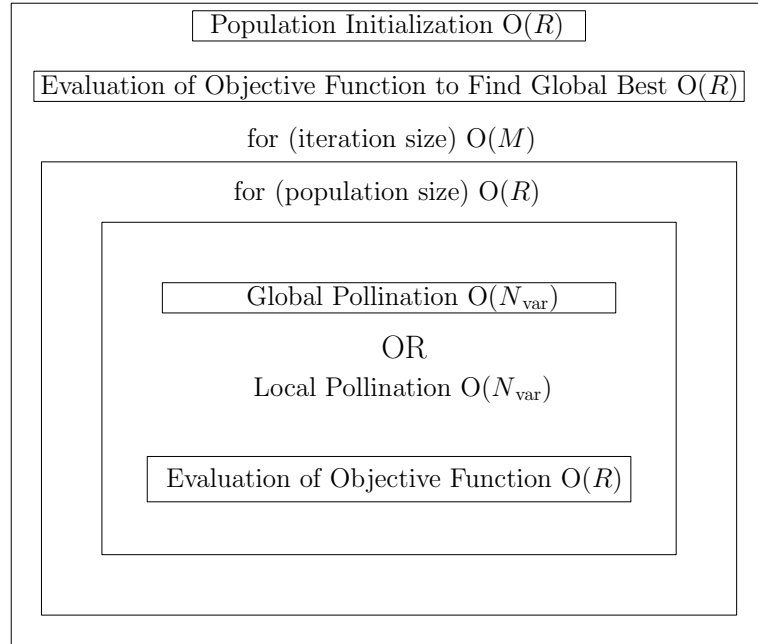 Population Initialization O(R)
Evaluation of Objective Function to Find Global Best O(R)
for (iteration size) O(M)
for (population size) O(R)
Global Pollination O(N_var)
OR
Local Pollination O(N_var)
Evaluation of Objective Function O(R)